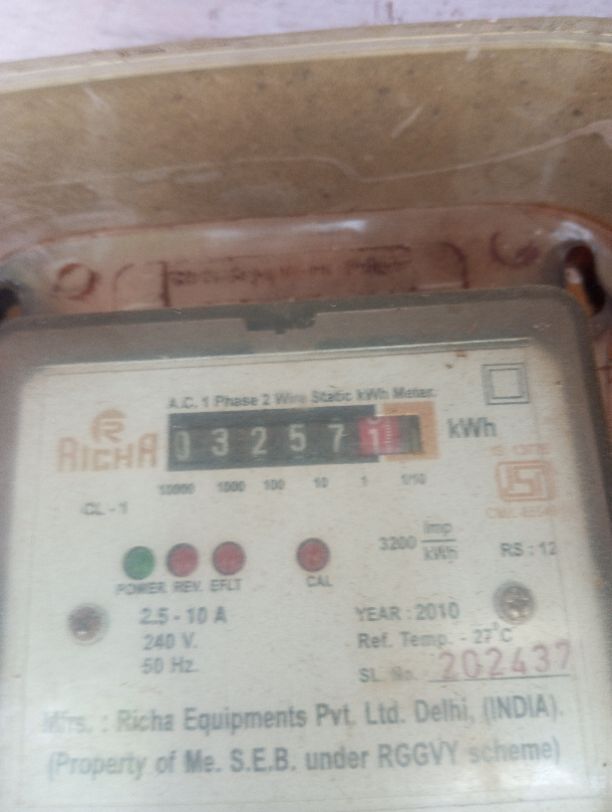 A.C. 1 Phase 2 Wire Static kWh Meter
RICHA
0 3 2 5 7 1 kWh
10000 1000 100 10 1 1/10
CL - 1
3200 imp/kWh
RS : 12
POWER REV. EFLT CAL
2.5 - 10 A
240 V.
50 Hz.
YEAR : 2010
Ref. Temp. - 27°C
SL. No. 202437
Mfrs. : Richa Equipments Pvt. Ltd. Delhi, (INDIA).
(Property of Me. S.E.B. under RGGVY scheme)